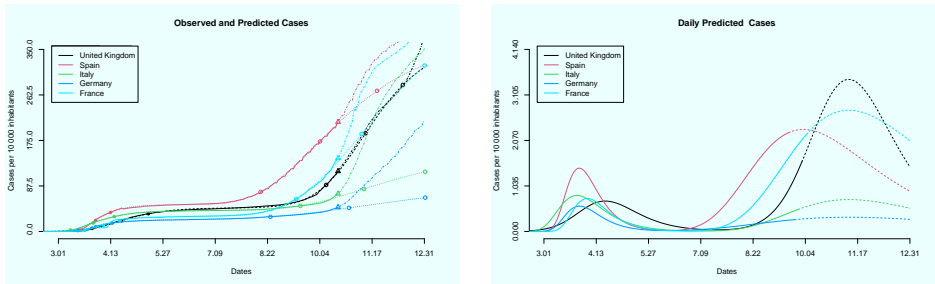 Observed and Predicted Cases
Cases per 10 000 inhabitants
350.0
262.5
175.0
87.5
0.0
United Kingdom
Spain
Italy
Germany
France
3.01 4.13 5.27 7.09 8.22 10.04 11.17 12.31
Dates
Daily Predicted Cases
Cases per 10 000 inhabitants
4.140
3.105
2.070
1.035
0.000
United Kingdom
Spain
Italy
Germany
France
3.01 4.13 5.27 7.09 8.22 10.04 11.17 12.31
Dates